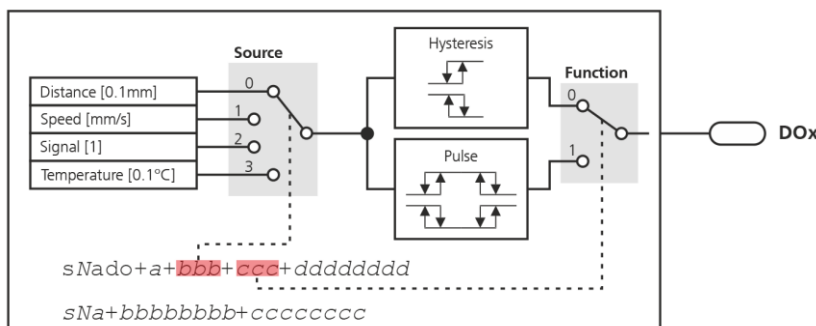 Source
Hysteresis
Function
Distance [0.1mm]
0
Speed [mm/s]
1
Signal [1]
2
Temperature [0.1°C]
3
Pulse
0
1
DOx
sNado+a+bbb+ccc+dddddddd
sNa+bbbbbbbb+cccccccc